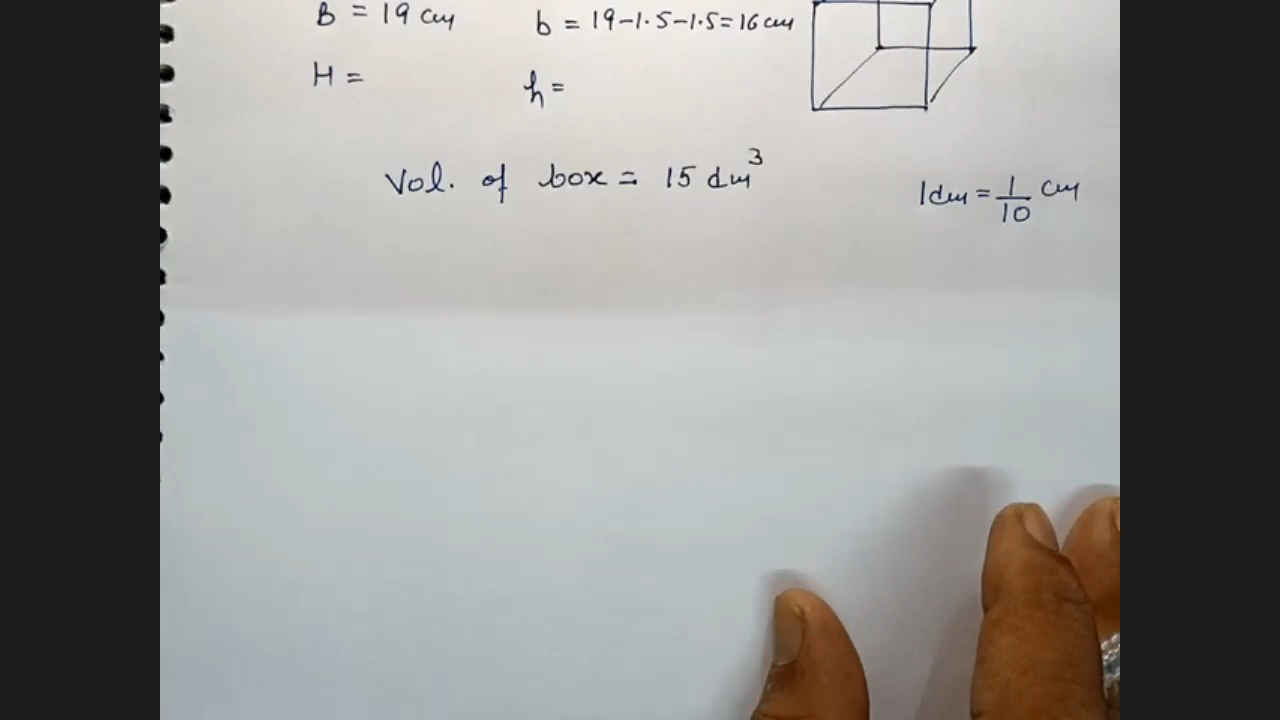 B = 19 cm b = 19-1.5-1.5=16 cm
H = h =
Vol. of box = 15 dm³
1dm = 1/10 cm